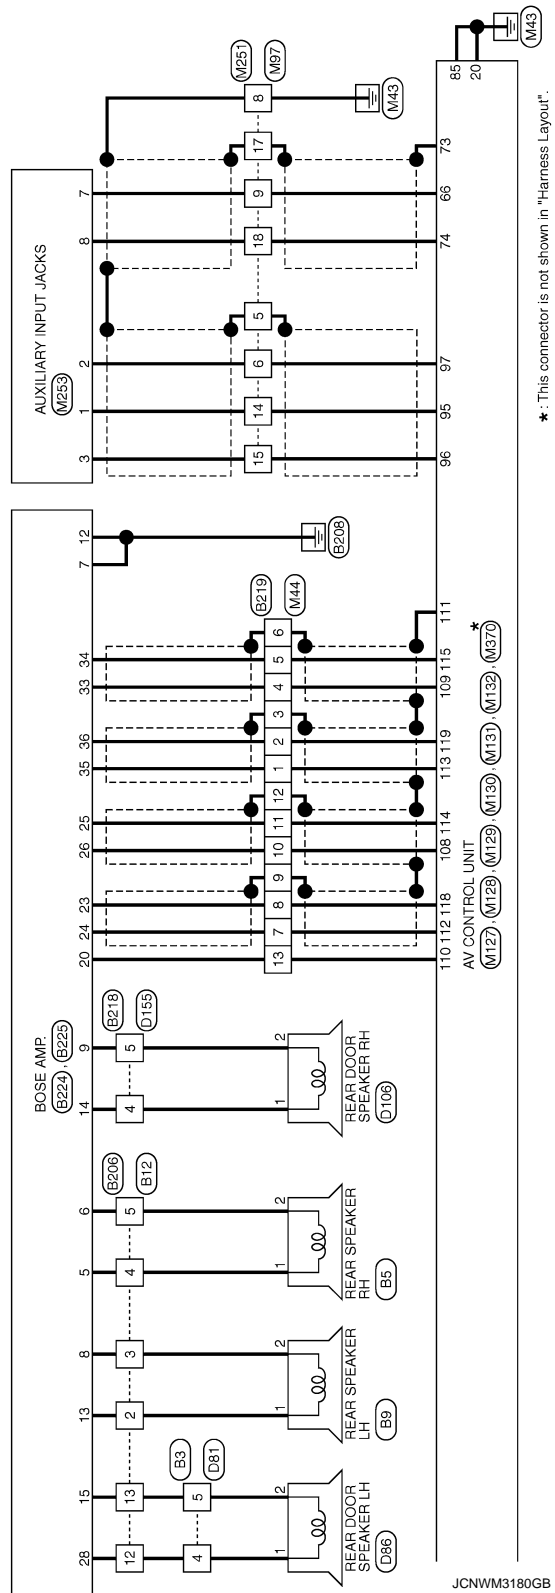 BOSE AMP.
B224 , B225
AUXILIARY INPUT JACKS
M253
28 15 13 8 5 6 14 9 20 24 23 26 25 35 36 33 34 7 12
3 1 2 8 7
B206
B12
B218
D155
12 13 2 3 4 5
4 5
B3
D81
4 5
B219
M44
13 7 8 9 10 11 12 1 2 3 4 5 6
B208
M251
M97
15 14 6 5 18 9 17 8
M43
1 2
REAR DOOR
SPEAKER LH
D86
1 2
REAR SPEAKER
LH
B9
1 2
REAR SPEAKER
RH
B5
1 2
REAR DOOR
SPEAKER RH
D106
110 112 118 108 114 113 119 109 115 111 96 95 97 74 66 73 85 20
M43
AV CONTROL UNIT
M127 , M128 , M129 , M130 , M131 , M132 , M370 *
* : This connector is not shown in "Harness Layout".
JCNWM3180GB